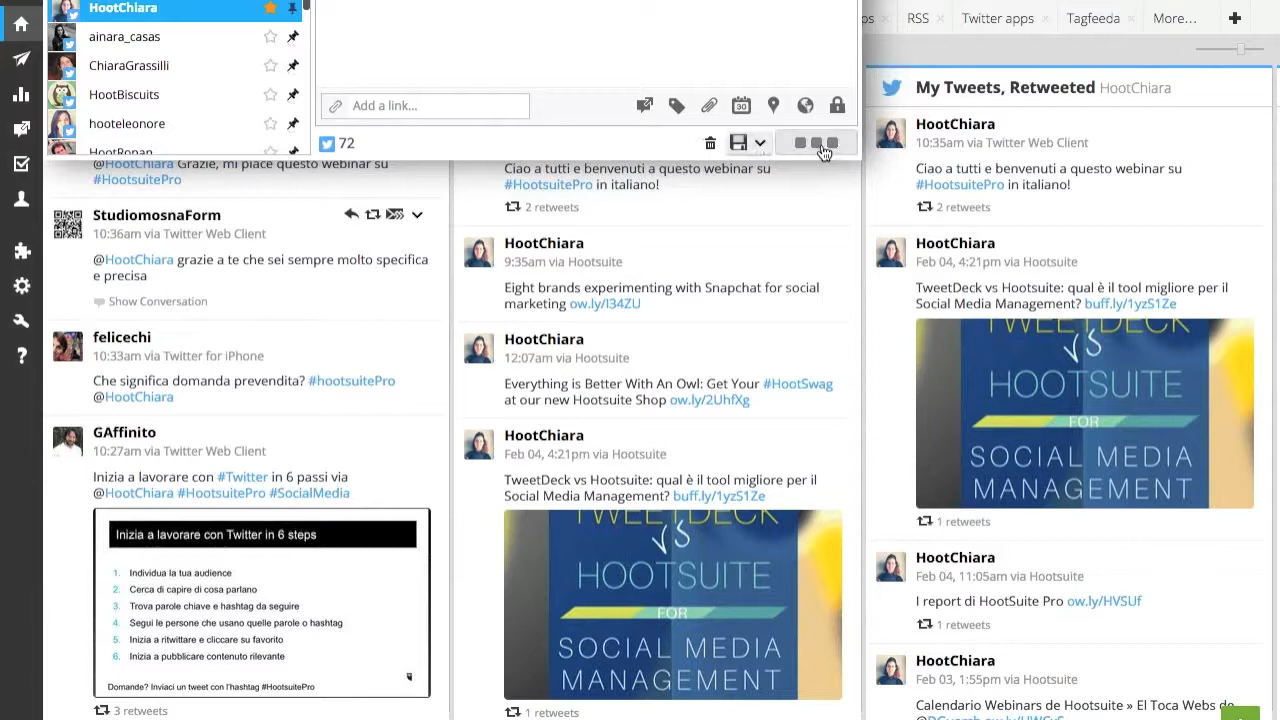 HootChara
ainara_casas
ChiaraGrassilli
HootBiscuits
hooteleonore
HootRonan
Add a link...
30
72
RSS
Twitter apps
Tagfeeda
More...
@HootChiara Grazie, mi piace questo webinar su
#HootsuitePro
StudiomosnaForm
10:36am via Twitter Web Client
@HootChiara grazie a te che sei sempre molto specifica
e precisa
Show Conversation
felicechi
10:33am via Twitter for iPhone
Che significa domanda prevendita? #hootsuitePro
@HootChiara
GAffinito
10:27am via Twitter Web Client
Inizia a lavorare con #Twitter in 6 passi via
@HootChiara #HootsuitePro #SocialMedia
Inizia a lavorare con Twitter in 6 steps
1. Individua la tua audience
2. Cerca di capire di cosa parlano
3. Trova parole chiave e hashtag da seguire
4. Segui le persone che usano quelle parole o hashtag
5. Inizia a ritwittare e cliccare su favorito
6. Inizia a pubblicare contenuto rilevante
Domande? Inviaci un tweet con l'hashtag #HootsuitePro
3 retweets
Ciao a tutti e benvenuti a questo webinar su
#HootsuitePro in italiano!
2 retweets
HootChiara
9:35am via Hootsuite
Eight brands experimenting with Snapchat for social
marketing ow.ly/I34ZU
HootChiara
12:07am via Hootsuite
Everything is Better With An Owl: Get Your #HootSwag
at our new Hootsuite Shop ow.ly/2UhfXg
HootChiara
Feb 04, 4:21pm via Hootsuite
TweetDeck vs Hootsuite: qual è il tool migliore per il
Social Media Management? buff.ly/1yzS1Ze
TWEETDECK
VS
HOOTSUITE
FOR
SOCIAL MEDIA
MANAGEMENT
1 retweets
My Tweets, Retweeted HootChiara
HootChiara
10:35am via Twitter Web Client
Ciao a tutti e benvenuti a questo webinar su
#HootsuitePro in italiano!
2 retweets
HootChiara
Feb 04, 4:21pm via Hootsuite
TweetDeck vs Hootsuite: qual è il tool migliore per il
Social Media Management? buff.ly/1yzS1Ze
TWEETDECK
VS
HOOTSUITE
FOR
SOCIAL MEDIA
MANAGEMENT
1 retweets
HootChiara
Feb 04, 11:05am via Hootsuite
I report di HootSuite Pro ow.ly/HVSUf
1 retweets
HootChiara
Feb 03, 1:55pm via Hootsuite
Calendario Webinars de Hootsuite » El Toca Webs de